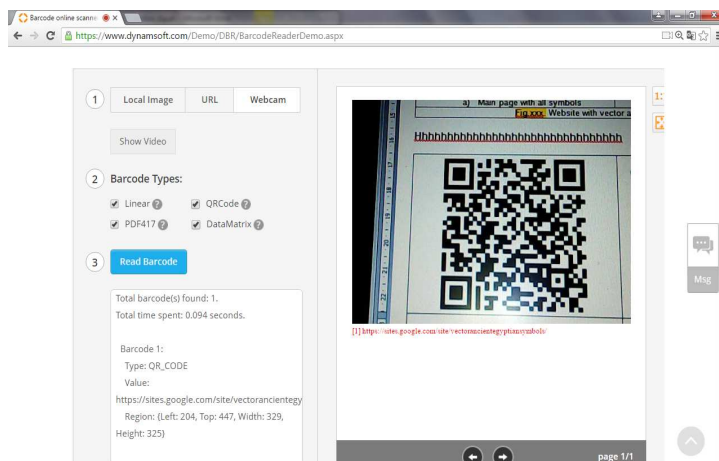 Barcode online scanne
https://www.dynamsoft.com/Demo/DBR/BarcodeReaderDemo.aspx
1 Local Image URL Webcam
Show Video
2 Barcode Types:
Linear ? QRCode ?
PDF417 ? DataMatrix ?
3 Read Barcode
Total barcode(s) found: 1.
Total time spent: 0.094 seconds.
Barcode 1:
Type: QR_CODE
Value:
https://sites.google.com/site/vectorancientegy
Region: {Left: 204, Top: 447, Width: 329,
Height: 325}
1:
a) Main page with all symbols
Fig.xxx. Website with vector a
[1] https://sites.google.com/site/vectorancientegyptiansymbols/
page 1/1
Msg